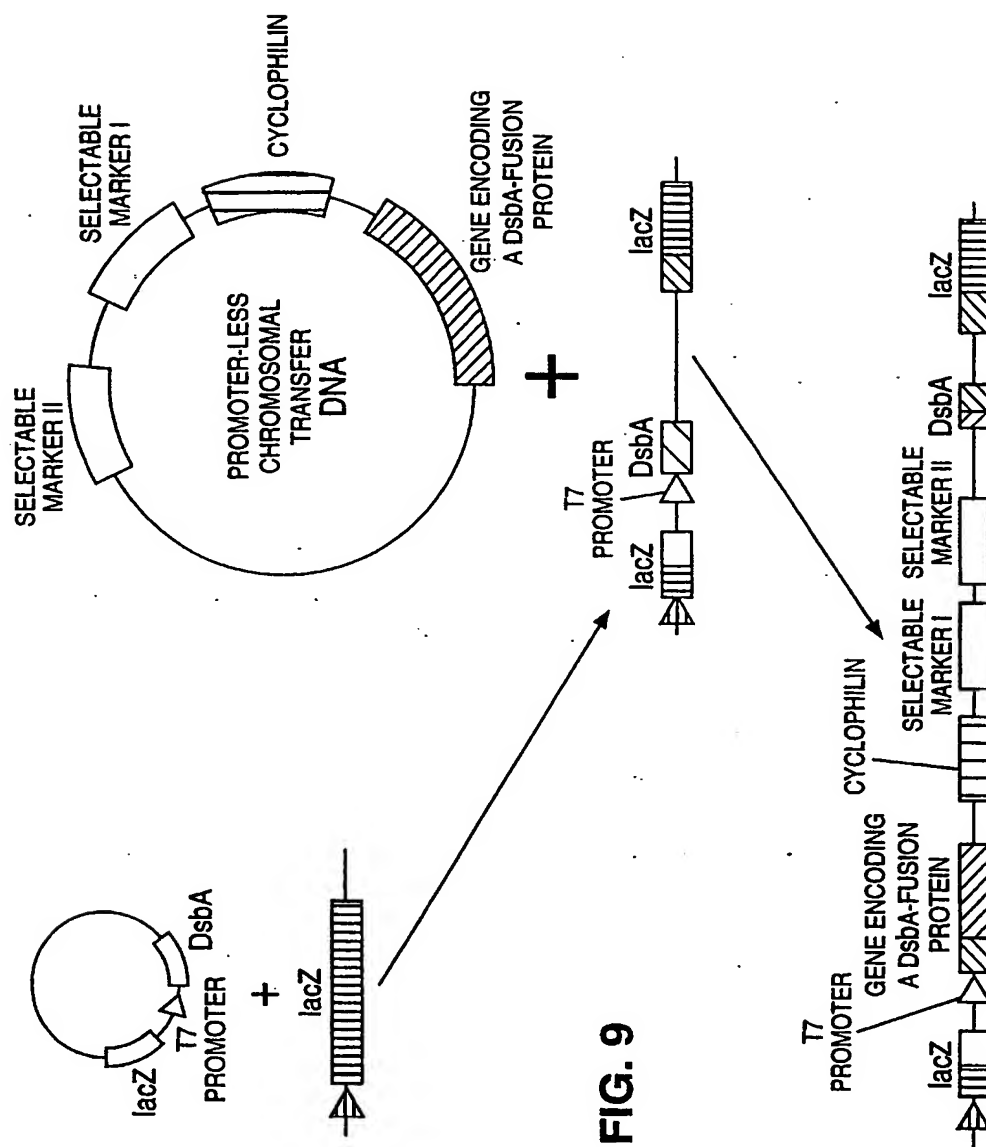 SELECTABLE
MARKER II
SELECTABLE
MARKER I
CYCLOPHILIN
PROMOTER-LESS
CHROMOSOMAL
TRANSFER
DNA
GENE ENCODING
A DsbA-FUSION
PROTEIN
lacZ
T7
PROMOTER
DsbA
+
lacZ
+
lacZ
T7
PROMOTER
DsbA
lacZ
FIG. 9
lacZ
T7
PROMOTER
GENE ENCODING
A DsbA-FUSION
PROTEIN
CYCLOPHILIN
SELECTABLE
MARKER I
SELECTABLE
MARKER II
DsbA
lacZ